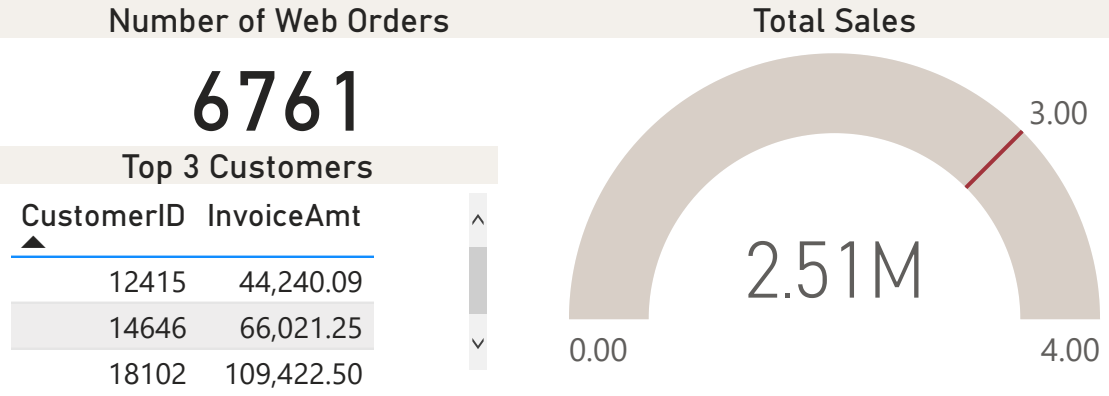 Number of Web Orders
6761
Top 3 Customers
CustomerID InvoiceAmt
12415 44,240.09
14646 66,021.25
18102 109,422.50
Total Sales
3.00
2.51M
0.00
4.00